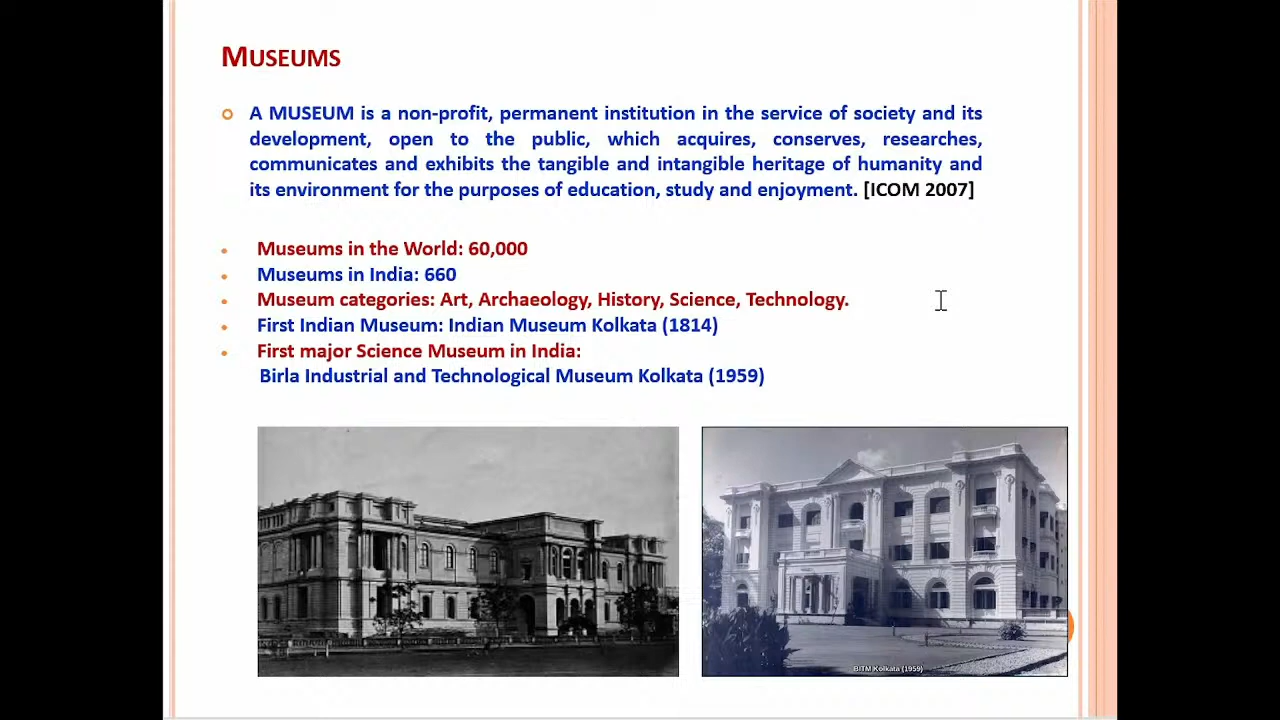 MUSEUMS
A MUSEUM is a non-profit, permanent institution in the service of society and its
development, open to the public, which acquires, conserves, researches,
communicates and exhibits the tangible and intangible heritage of humanity and
its environment for the purposes of education, study and enjoyment. [ICOM 2007]
Museums in the World: 60,000
Museums in India: 660
Museum categories: Art, Archaeology, History, Science, Technology.
First Indian Museum: Indian Museum Kolkata (1814)
First major Science Museum in India:
Birla Industrial and Technological Museum Kolkata (1959)
BITM Kolkata (1959)